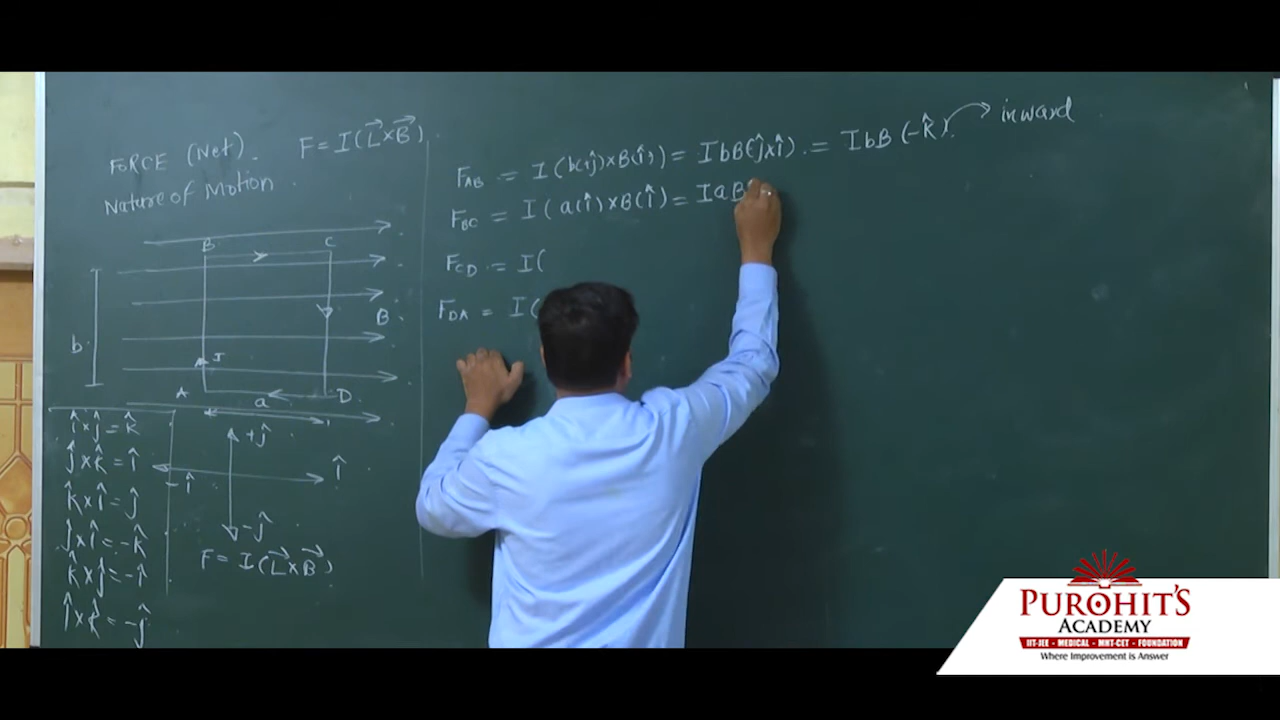 FORCE (Net).
F = I(L⃗×B⃗)
Nature of Motion
F_AB = I(b(+ĵ)×B(î)) = IbB(ĵ×î). = IbB(-k̂). inward
F_BC = I(a(î)×B(î)) = IaB
F_CD = I(
F_DA = I(
B C
B
b
I
A D
a
î×ĵ = k̂
ĵ×k̂ = î
k̂×î = ĵ
ĵ×î = -k̂
k̂×ĵ = -î
î×k̂ = -ĵ
+ĵ
-î î
-ĵ
F = I(L⃗×B⃗)
PUROHIT'S
ACADEMY
IIT-JEE - MEDICAL - MHT-CET - FOUNDATION
Where Improvement is Answer